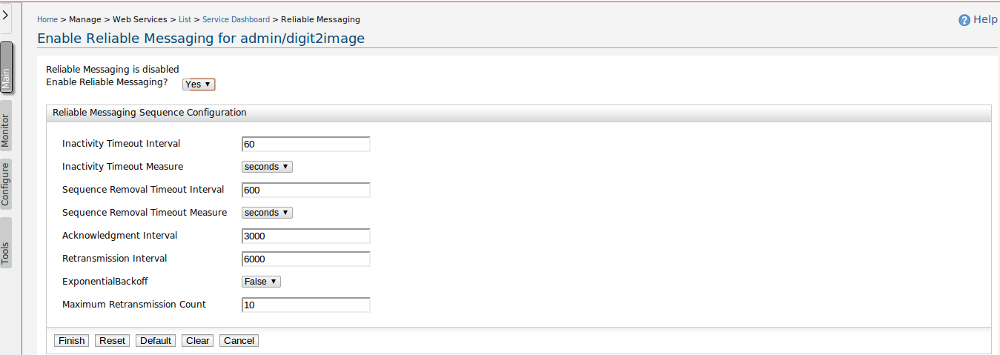 Home > Manage > Web Services > List > Service Dashboard > Reliable Messaging
Help
Enable Reliable Messaging for admin/digit2image
Reliable Messaging is disabled
Enable Reliable Messaging? Yes
Reliable Messaging Sequence Configuration
Inactivity Timeout Interval 60
Inactivity Timeout Measure seconds
Sequence Removal Timeout Interval 600
Sequence Removal Timeout Measure seconds
Acknowledgment Interval 3000
Retransmission Interval 6000
ExponentialBackoff False
Maximum Retransmission Count 10
Finish Reset Default Clear Cancel
Main
Monitor
Configure
Tools